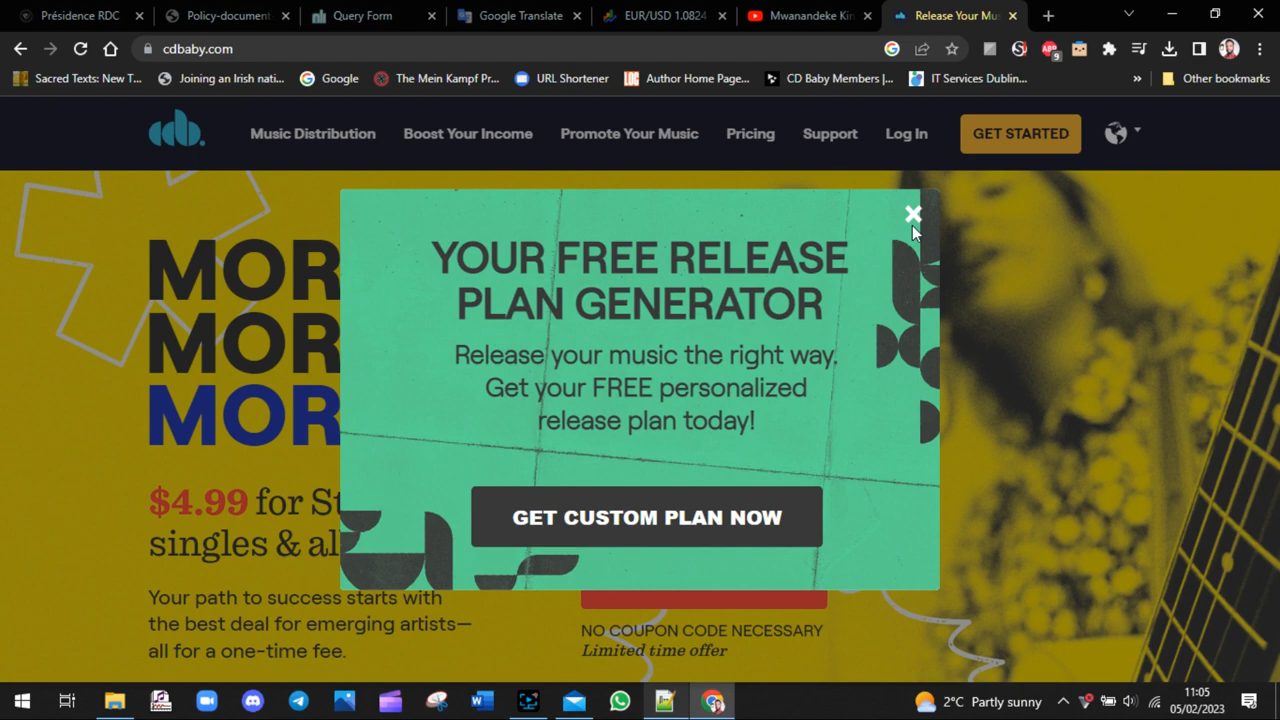 Présidence RDC
Policy-document
Query Form
Google Translate
EUR/USD 1.0824
Mwanandeke Kin
Release Your Mus
cdbaby.com
9
Sacred Texts: New T...
Joining an Irish nati...
Google
The Mein Kampf Pr...
URL Shortener
Author Home Page...
CD Baby Members |...
IT Services Dublin...
»
Other bookmarks
Music Distribution
Boost Your Income
Promote Your Music
Pricing
Support
Log In
GET STARTED
MOR
MOR
MOR
$4.99 for St
singles & al
Your path to success starts with
the best deal for emerging artists—
all for a one-time fee.
YOUR FREE RELEASE
PLAN GENERATOR
Release your music the right way.
Get your FREE personalized
release plan today!
GET CUSTOM PLAN NOW
NO COUPON CODE NECESSARY
Limited time offer
2°C Partly sunny
11:05
05/02/2023